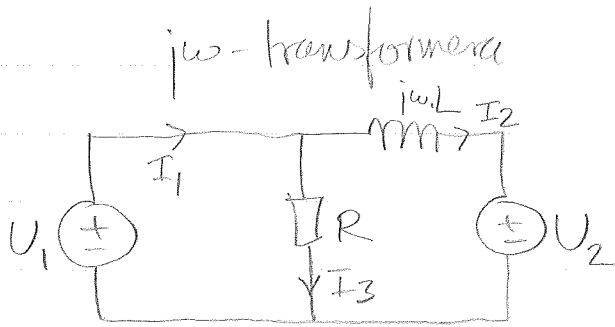 jω-transformera
jωL I2
I1
U1 + - R + - U2
I3